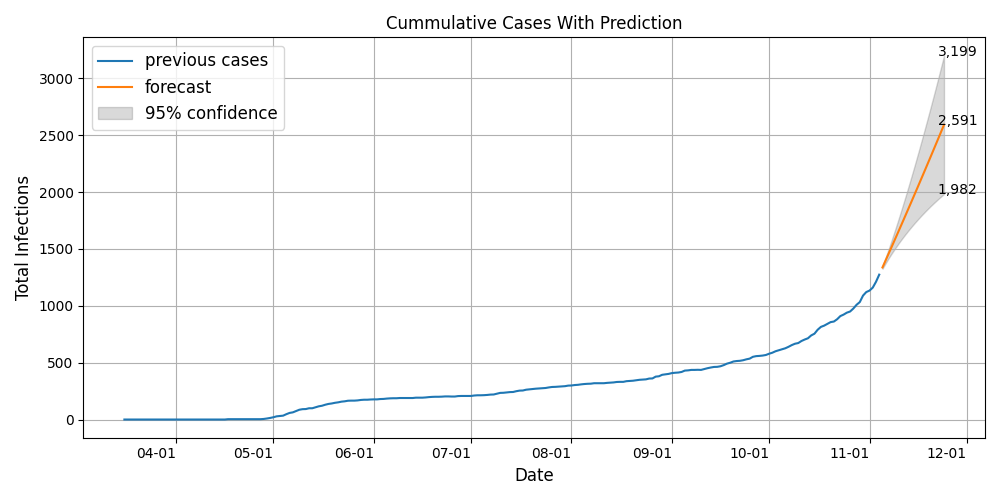 Cummulative Cases With Prediction
previous cases
forecast
95% confidence
3,199
2,591
1,982
3000
2500
2000
1500
1000
500
0
Total Infections
04-01 05-01 06-01 07-01 08-01 09-01 10-01 11-01 12-01
Date